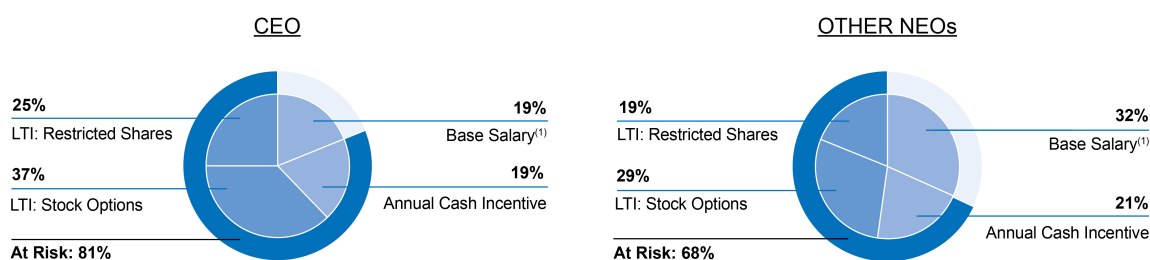 CEO
25%
LTI: Restricted Shares
37%
LTI: Stock Options
At Risk: 81%
19%
Base Salary(1)
19%
Annual Cash Incentive
OTHER NEOs
19%
LTI: Restricted Shares
29%
LTI: Stock Options
At Risk: 68%
32%
Base Salary(1)
21%
Annual Cash Incentive